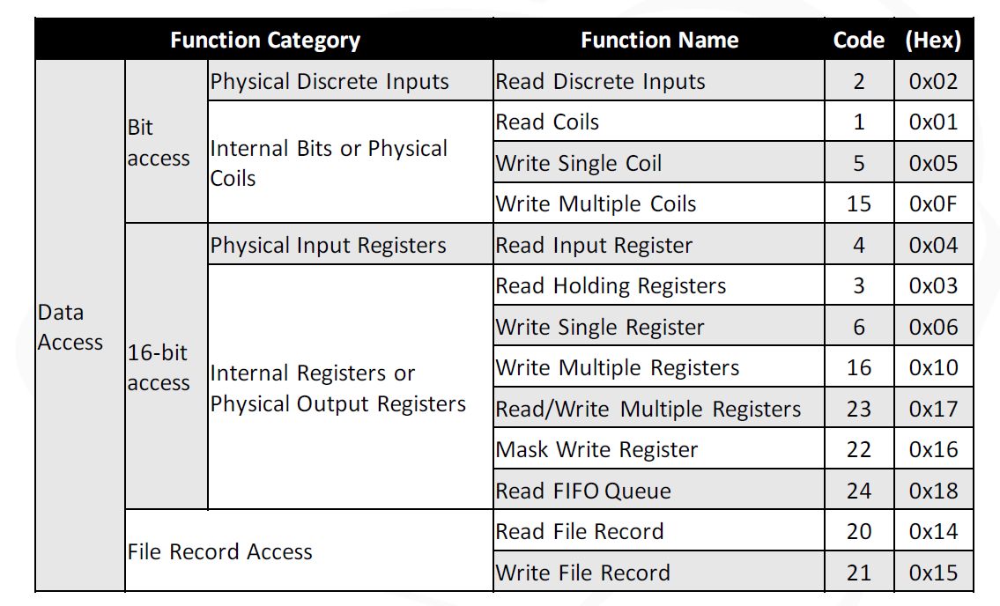 Function Category Function Name Code (Hex)
Physical Discrete Inputs Read Discrete Inputs 2 0x02
Bit
access
Internal Bits or Physical
Coils
Read Coils 1 0x01
Write Single Coil 5 0x05
Write Multiple Coils 15 0x0F
Physical Input Registers Read Input Register 4 0x04
Data
Access
16-bit
access
Internal Registers or
Physical Output Registers
Read Holding Registers 3 0x03
Write Single Register 6 0x06
Write Multiple Registers 16 0x10
Read/Write Multiple Registers 23 0x17
Mask Write Register 22 0x16
Read FIFO Queue 24 0x18
File Record Access
Read File Record 20 0x14
Write File Record 21 0x15